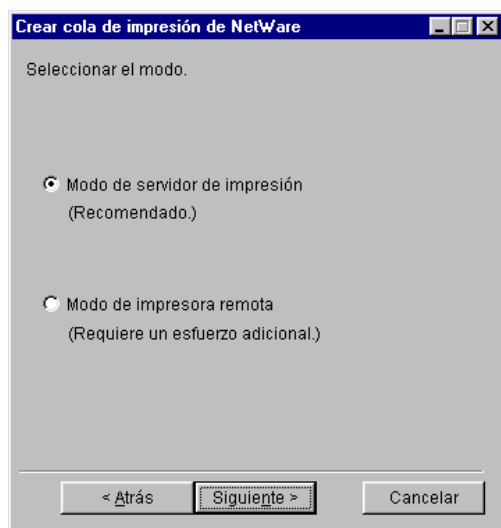 Crear cola de impresión de NetWare
Seleccionar el modo.
Modo de servidor de impresión
(Recomendado.)
Modo de impresora remota
(Requiere un esfuerzo adicional.)
< Atrás
Siguiente >
Cancelar